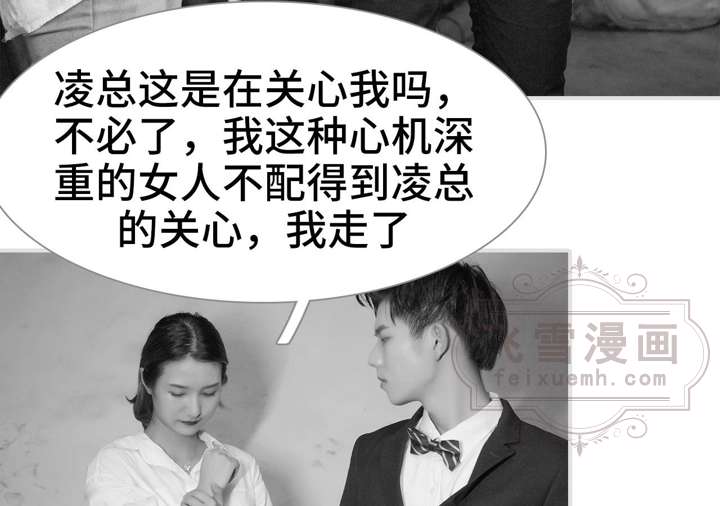 凌总这是在关心我吗，
不必了，我这种心机深
重的女人不配得到凌总
的关心，我走了
飞雪漫画
feixuemh.com